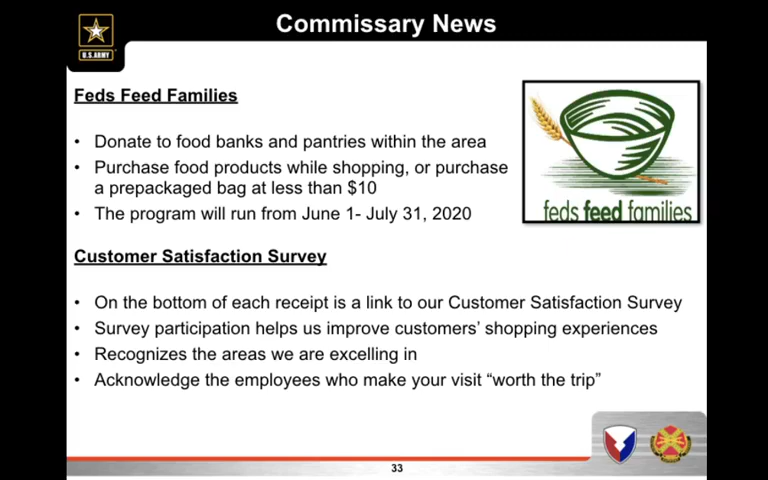 Commissary News
U.S.ARMY
Feds Feed Families
• Donate to food banks and pantries within the area
• Purchase food products while shopping, or purchase
a prepackaged bag at less than $10
• The program will run from June 1- July 31, 2020
feds feed families
Customer Satisfaction Survey
• On the bottom of each receipt is a link to our Customer Satisfaction Survey
• Survey participation helps us improve customers’ shopping experiences
• Recognizes the areas we are excelling in
• Acknowledge the employees who make your visit “worth the trip”
33